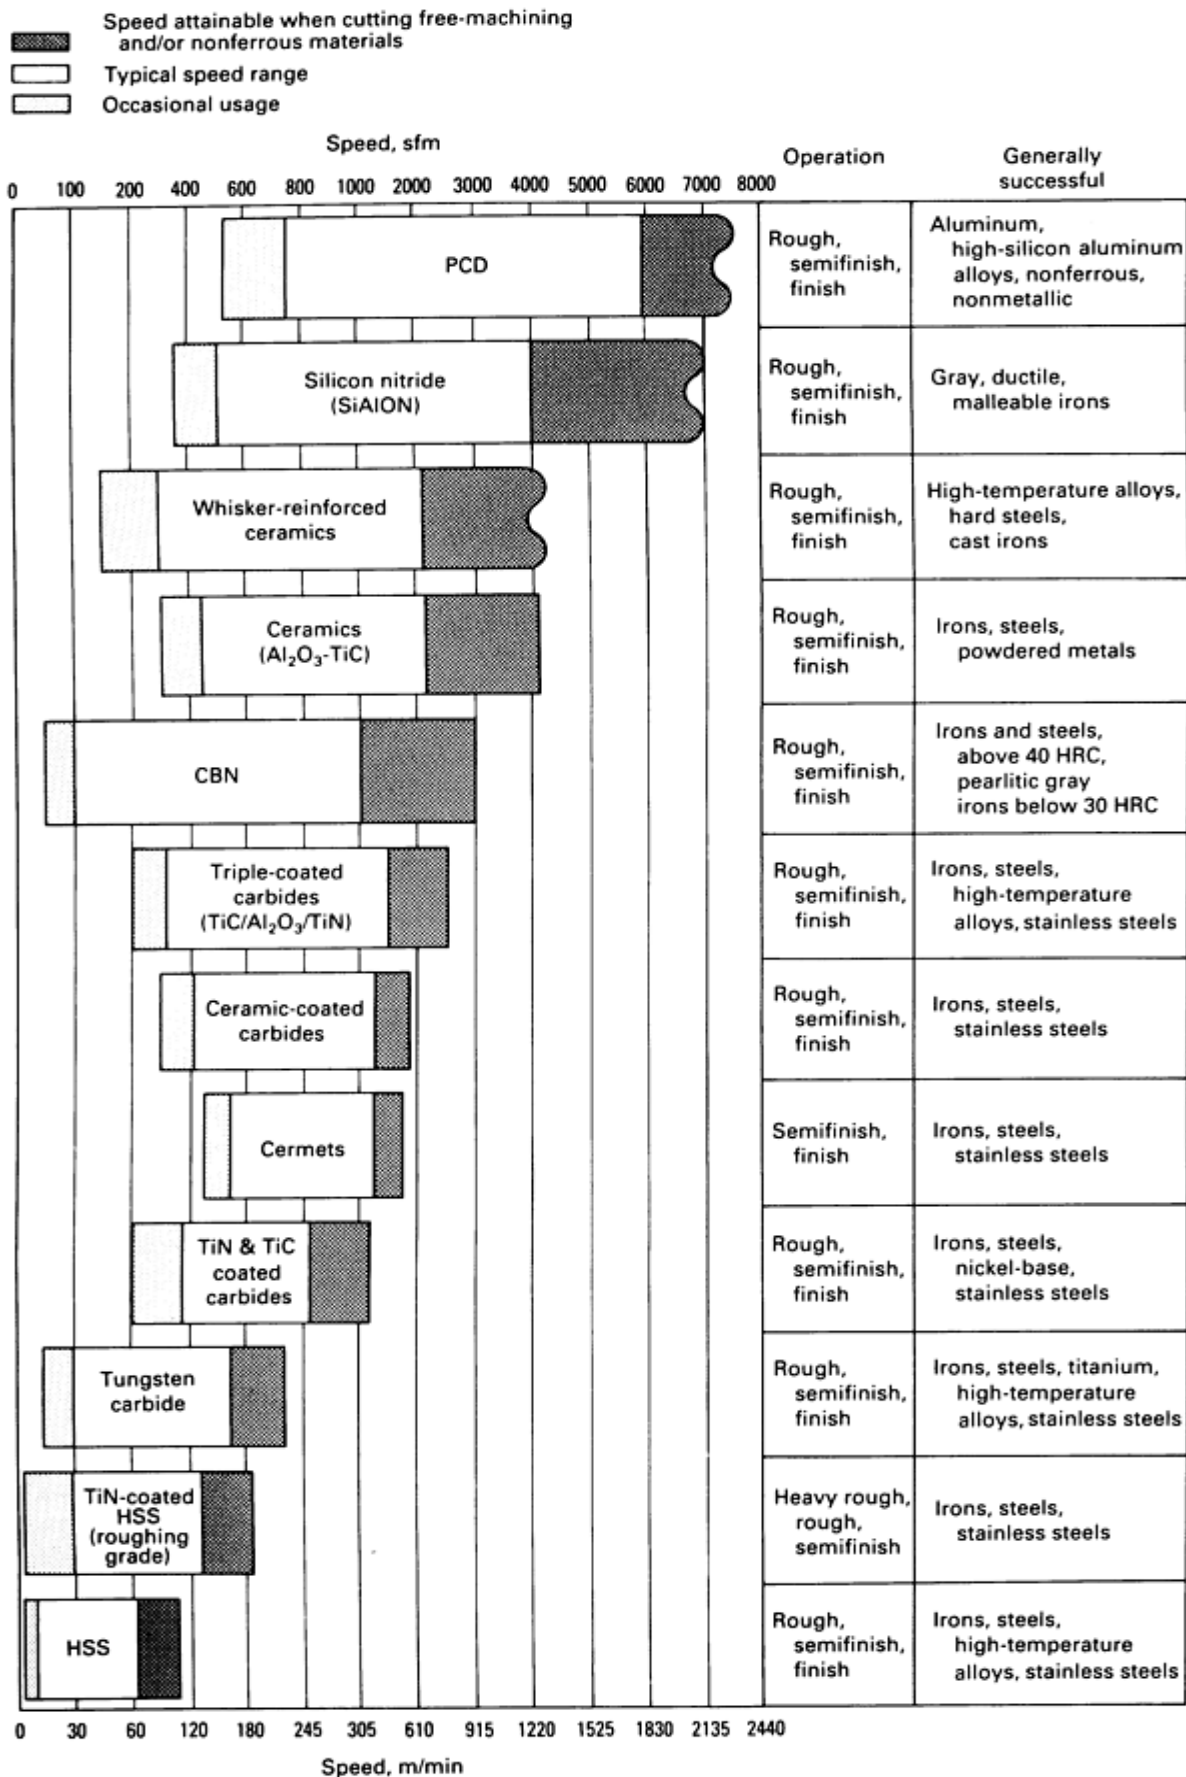 Speed attainable when cutting free-machining
and/or nonferrous materials
Typical speed range
Occasional usage
Speed, sfm
Operation
Generally
successful
0 100 200 400 600 800 1000 2000 3000 4000 5000 6000 7000 8000
PCD
Rough,
semifinish,
finish
Aluminum,
high-silicon aluminum
alloys, nonferrous,
nonmetallic
Silicon nitride
(SiAlON)
Rough,
semifinish,
finish
Gray, ductile,
malleable irons
Whisker-reinforced
ceramics
Rough,
semifinish,
finish
High-temperature alloys,
hard steels,
cast irons
Ceramics
(Al₂O₃-TiC)
Rough,
semifinish,
finish
Irons, steels,
powdered metals
CBN
Rough,
semifinish,
finish
Irons and steels,
above 40 HRC,
pearlitic gray
irons below 30 HRC
Triple-coated
carbides
(TiC/Al₂O₃/TiN)
Rough,
semifinish,
finish
Irons, steels,
high-temperature
alloys, stainless steels
Ceramic-coated
carbides
Rough,
semifinish,
finish
Irons, steels,
stainless steels
Cermets
Semifinish,
finish
Irons, steels,
stainless steels
TiN & TiC
coated
carbides
Rough,
semifinish,
finish
Irons, steels,
nickel-base,
stainless steels
Tungsten
carbide
Rough,
semifinish,
finish
Irons, steels, titanium,
high-temperature
alloys, stainless steels
TiN-coated
HSS
(roughing
grade)
Heavy rough,
rough,
semifinish
Irons, steels,
stainless steels
HSS
Rough,
semifinish,
finish
Irons, steels,
high-temperature
alloys, stainless steels
0 30 60 120 180 245 305 610 915 1220 1525 1830 2135 2440
Speed, m/min